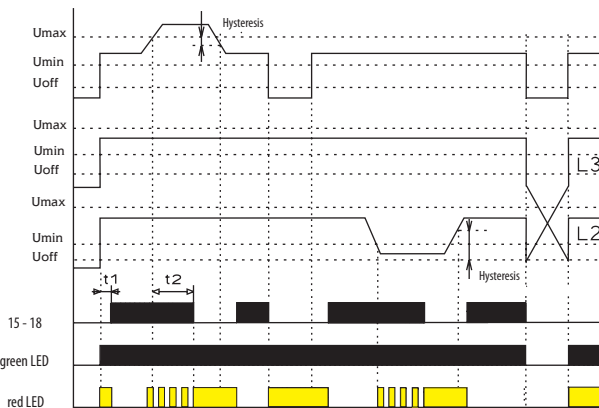 Hysteresis
Umax
Umin
Uoff
Umax
Umin
Uoff
L3
Umax
Umin
Uoff
L2
Hysteresis
t1
t2
15 - 18
green LED
red LED